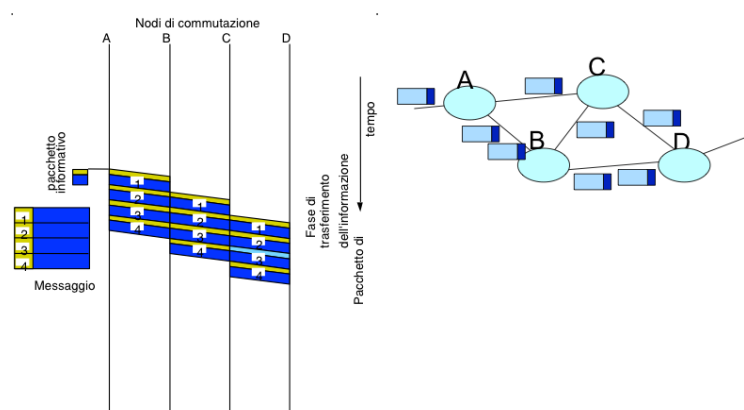 Nodi di commutazione
A B C D
pacchetto
informativo
1
2
3
4
1
2
3
4
1
2
3
4
1
2
3
4
Messaggio
Fase di
trasferimento
dell'informazione
tempo
Pacchetto di
A
C
B
D